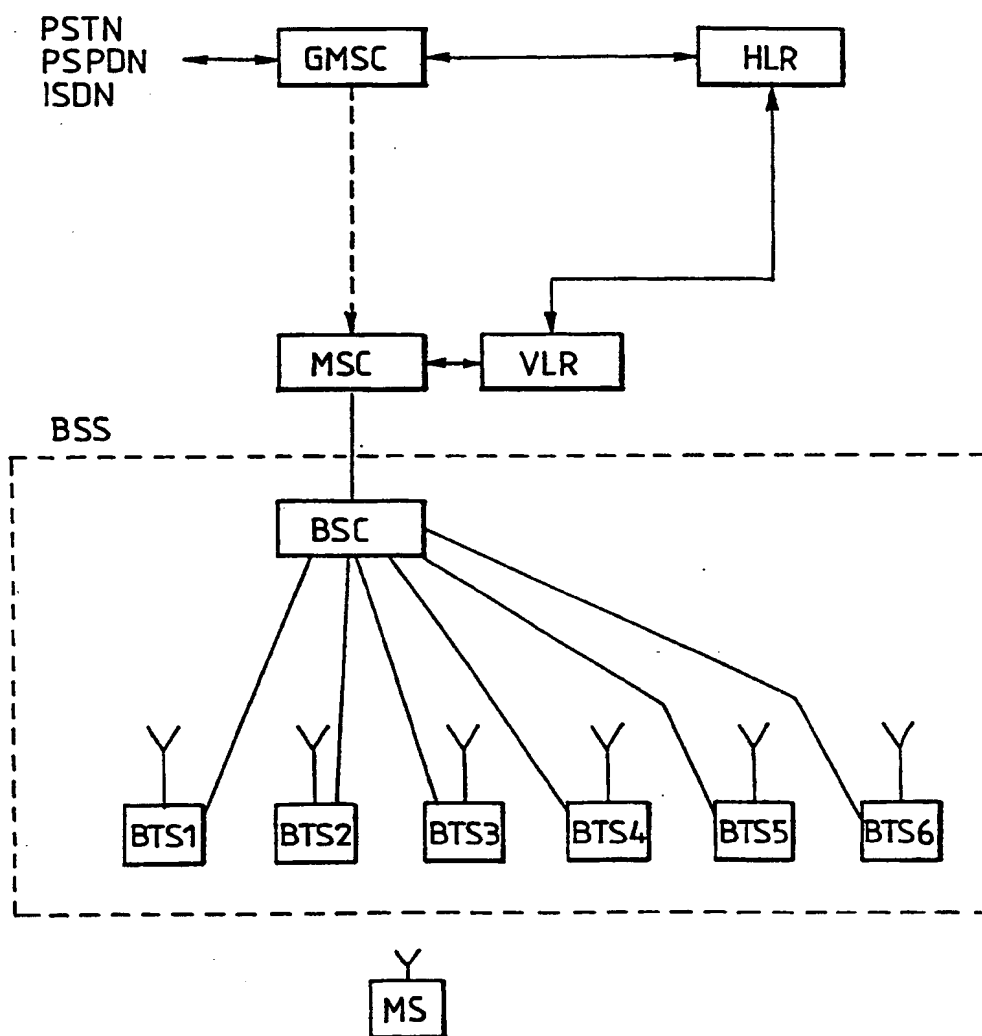 PSTN
PSPDN
ISDN
GMSC
HLR
MSC
VLR
BSS
BSC
BTS1
BTS2
BTS3
BTS4
BTS5
BTS6
MS